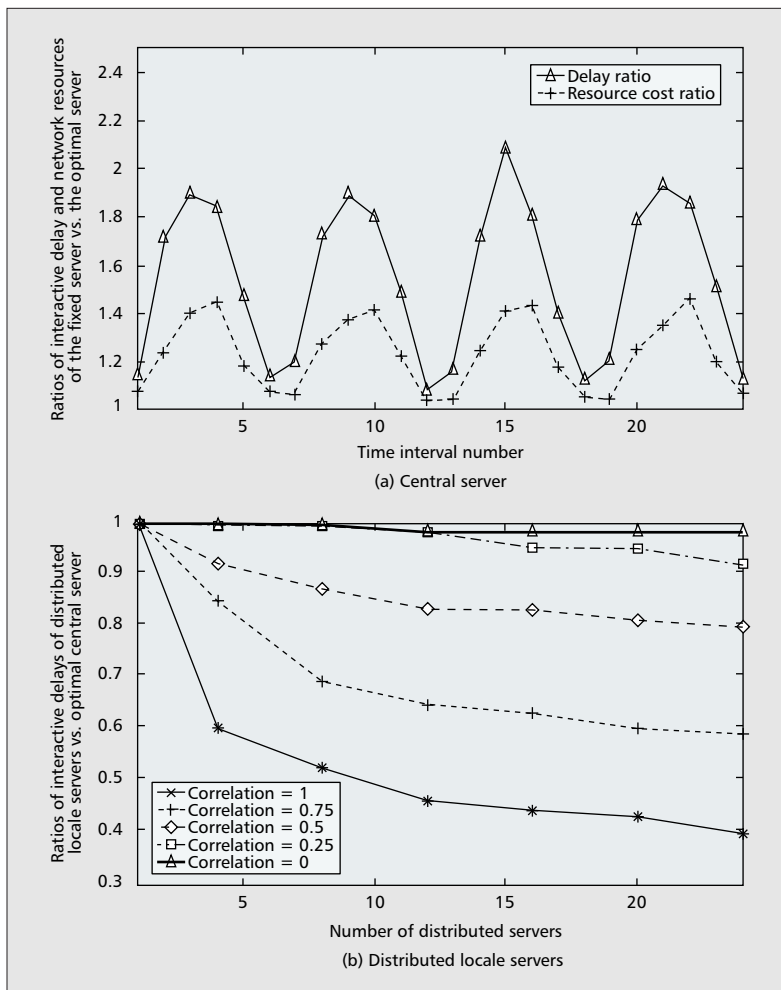 Ratios of interactive delay and network resources
of the fixed server vs. the optimal server
2.4
2.2
2
1.8
1.6
1.4
1.2
1
Delay ratio
Resource cost ratio
5
10
15
20
Time interval number
(a) Central server
Ratios of interactive delays of distributed
locale servers vs. optimal central server
1
0.9
0.8
0.7
0.6
0.5
0.4
0.3
Correlation = 1
Correlation = 0.75
Correlation = 0.5
Correlation = 0.25
Correlation = 0
5
10
15
20
Number of distributed servers
(b) Distributed locale servers